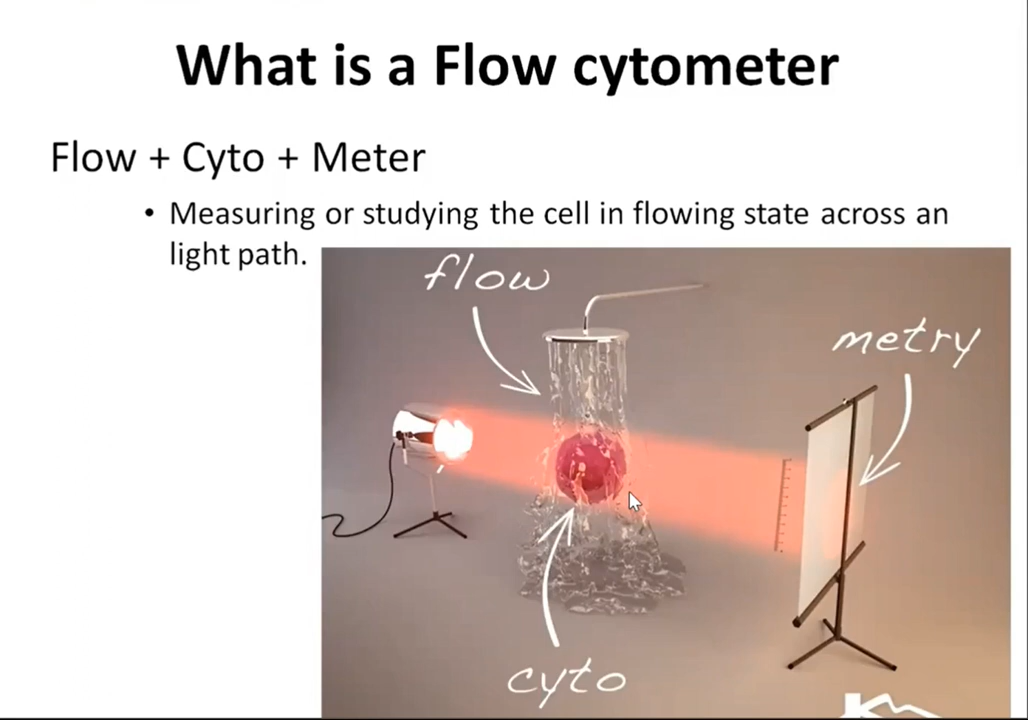 What is a Flow cytometer
Flow + Cyto + Meter
• Measuring or studying the cell in flowing state across an
light path.
flow
metry
cyto